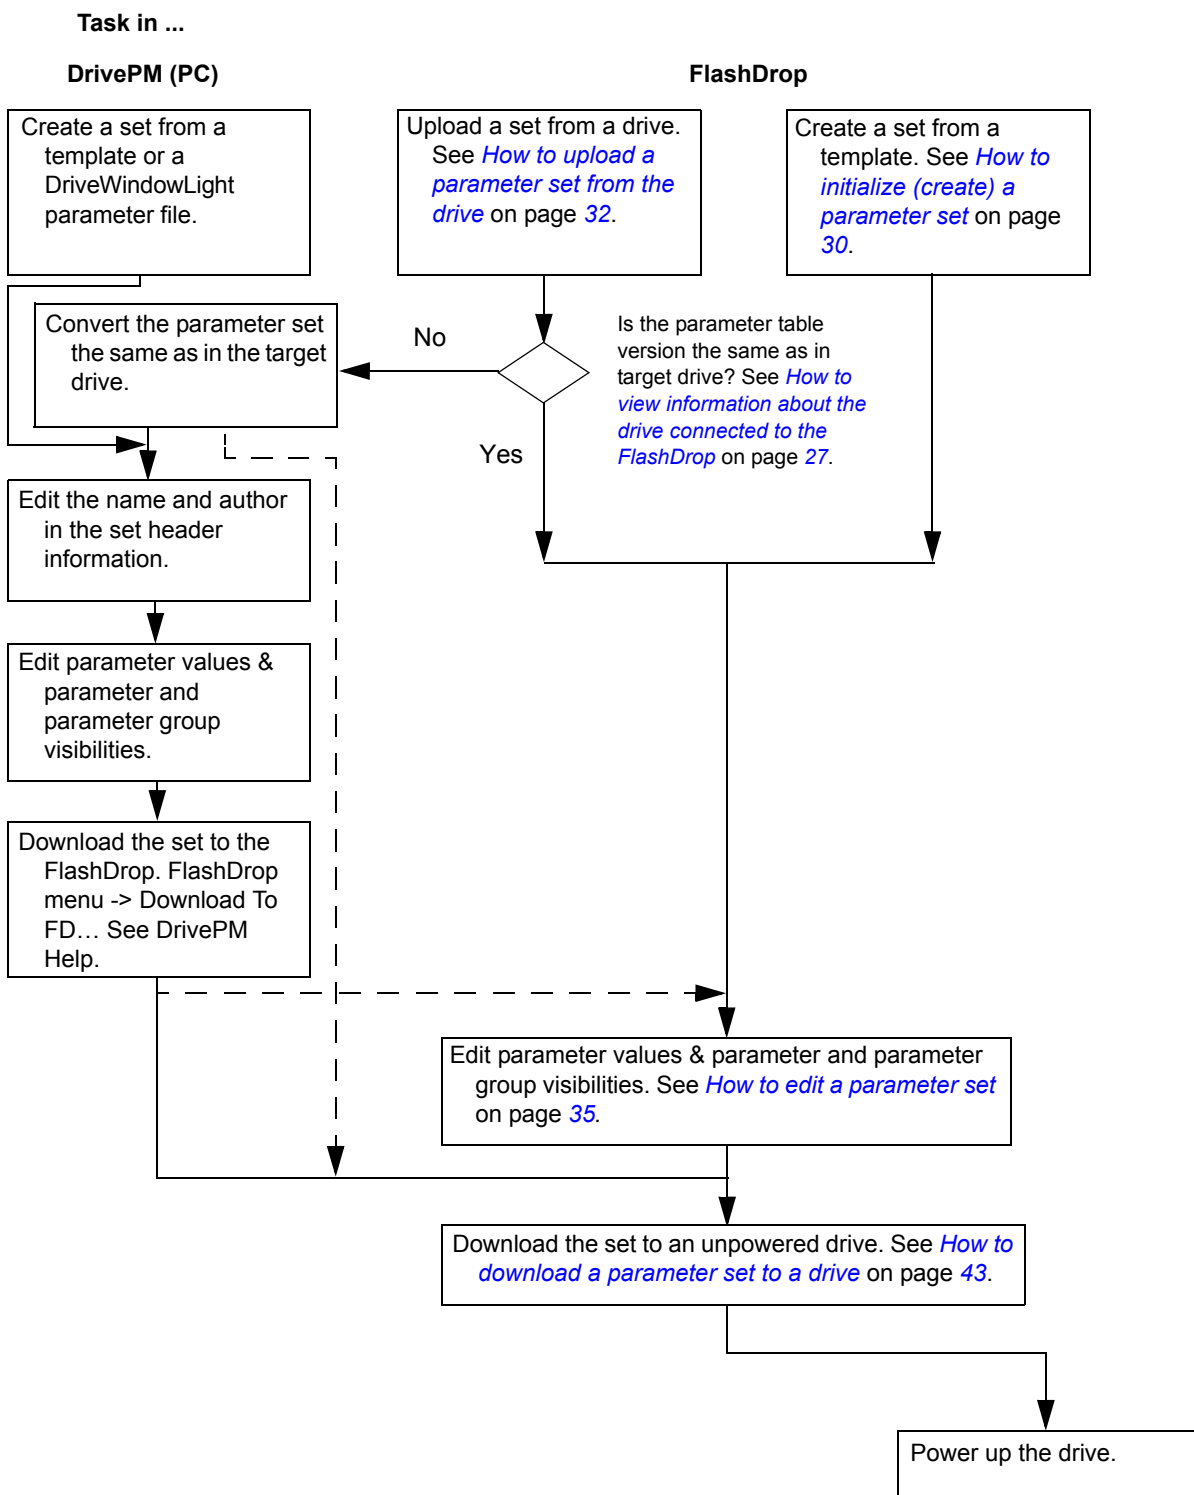 Task in ...
DrivePM (PC)
FlashDrop
Create a set from a
template or a
DriveWindowLight
parameter file.
Upload a set from a drive.
See How to upload a
parameter set from the
drive on page 32.
Create a set from a
template. See How to
initialize (create) a
parameter set on page
30.
Convert the parameter set
the same as in the target
drive.
No
Is the parameter table
version the same as in
target drive? See How to
view information about the
drive connected to the
FlashDrop on page 27.
Yes
Edit the name and author
in the set header
information.
Edit parameter values &
parameter and
parameter group
visibilities.
Download the set to the
FlashDrop. FlashDrop
menu -> Download To
FD… See DrivePM
Help.
Edit parameter values & parameter and parameter
group visibilities. See How to edit a parameter set
on page 35.
Download the set to an unpowered drive. See How to
download a parameter set to a drive on page 43.
Power up the drive.